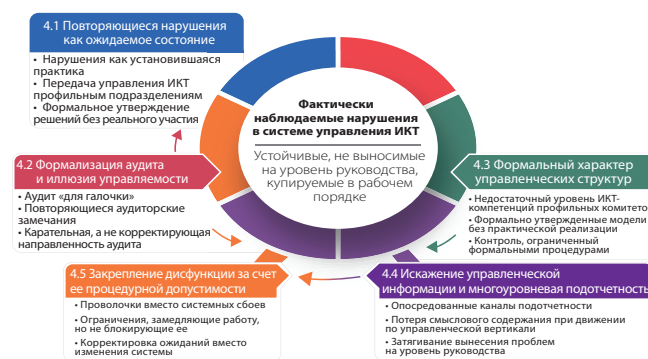 4.1 Повторяющиеся нарушения
как ожидаемое состояние
• Нарушения как установившаяся
практика
• Передача управления ИКТ
профильным подразделениям
• Формальное утверждение
решений без реального участия
Фактически
наблюдаемые нарушения
в системе управления ИКТ
Устойчивые, не выносимые
на уровень руководства,
купируемые в рабочем
порядке
4.2 Формализация аудита
и иллюзия управляемости
• Аудит «для галочки»
• Повторяющиеся аудиторские
замечания
• Карательная, а не корректирующая
направленность аудита
4.3 Формальный характер
управленческих структур
• Недостаточный уровень ИКТ-
компетенций профильных комитето
• Формально утвержденные модели
без практической реализации
• Контроль, ограниченный
формальными процедурами
4.5 Закрепление дисфункции за счет
ее процедурной допустимости
• Проволочки вместо системных сбоев
• Ограничения, замедляющие работу,
но не блокирующие ее
• Корректировка ожиданий вместо
изменения системы
4.4 Искажение управленческой
информации и многоуровневая подотчетность
• Опосредованные каналы подотчетности
• Потеря смыслового содержания при движении
по управленческой вертикали
• Затягивание вынесения проблем
на уровень руководства